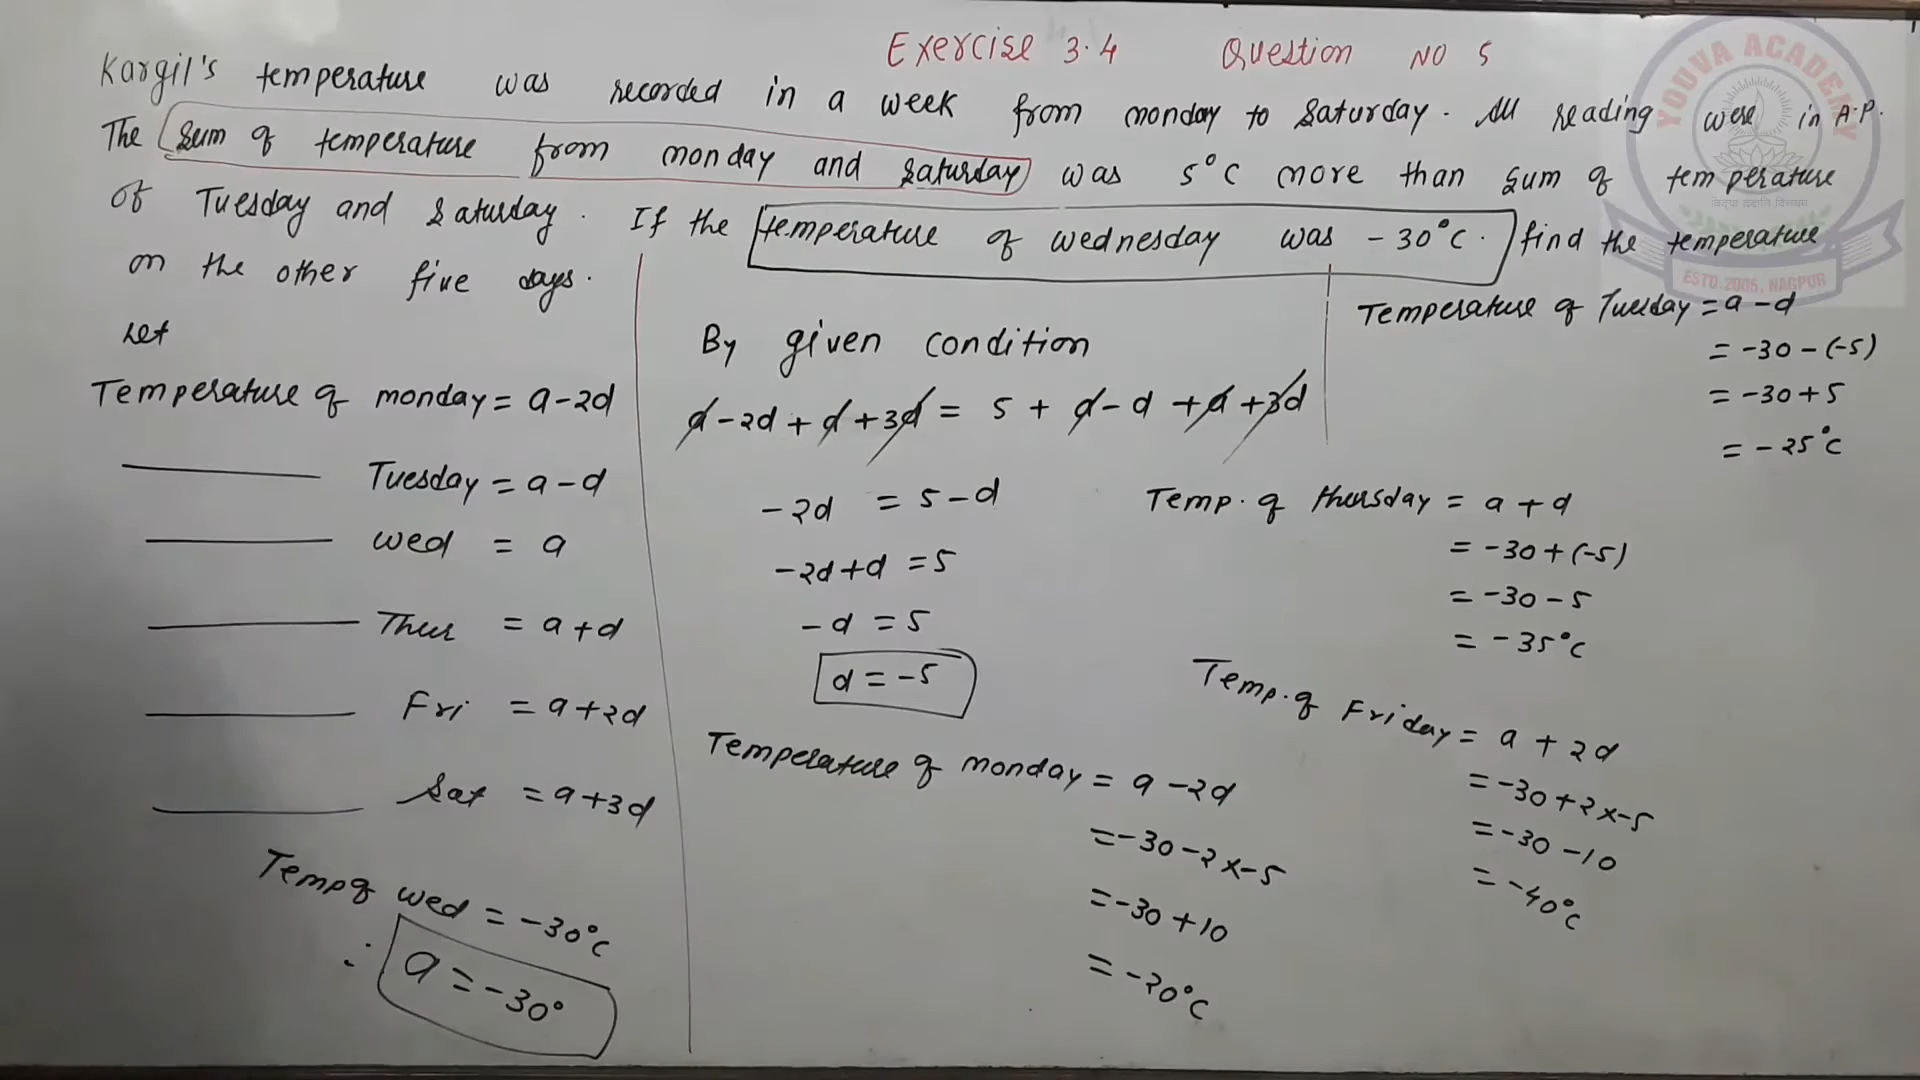 Exercise 3.4 Question NO 5
Kargil's temperature was recorded in a week from monday to Saturday. All reading were in A.P.
The Sum of temperature from monday and Saturday was 5°C more than sum of temperature
of Tuesday and Saturday. If the temperature of wednesday was -30°C. find the temperature
on the other five days.
Let
Temperature of monday = a-2d
Tuesday = a-d
wed = a
Thur = a+d
Fri = a+2d
Sat = a+3d
Temp of wed = -30°C
∴ a = -30°
By given condition
a-2d+a+3d = 5+a-d+a+3d
-2d = 5-d
-2d+d = 5
-d = 5
d = -5
Temperature of monday = a-2d
= -30-2x-5
= -30+10
= -20°C
Temperature of Tuesday = a-d
= -30-(-5)
= -30+5
= -25°C
Temp. of thursday = a+d
= -30+(-5)
= -30-5
= -35°C
Temp. of Friday = a+2d
= -30+2x-5
= -30-10
= -40°C
YOUVA ACADEMY
विद्या ददाति विनयम
ESTD.2005, NAGPUR